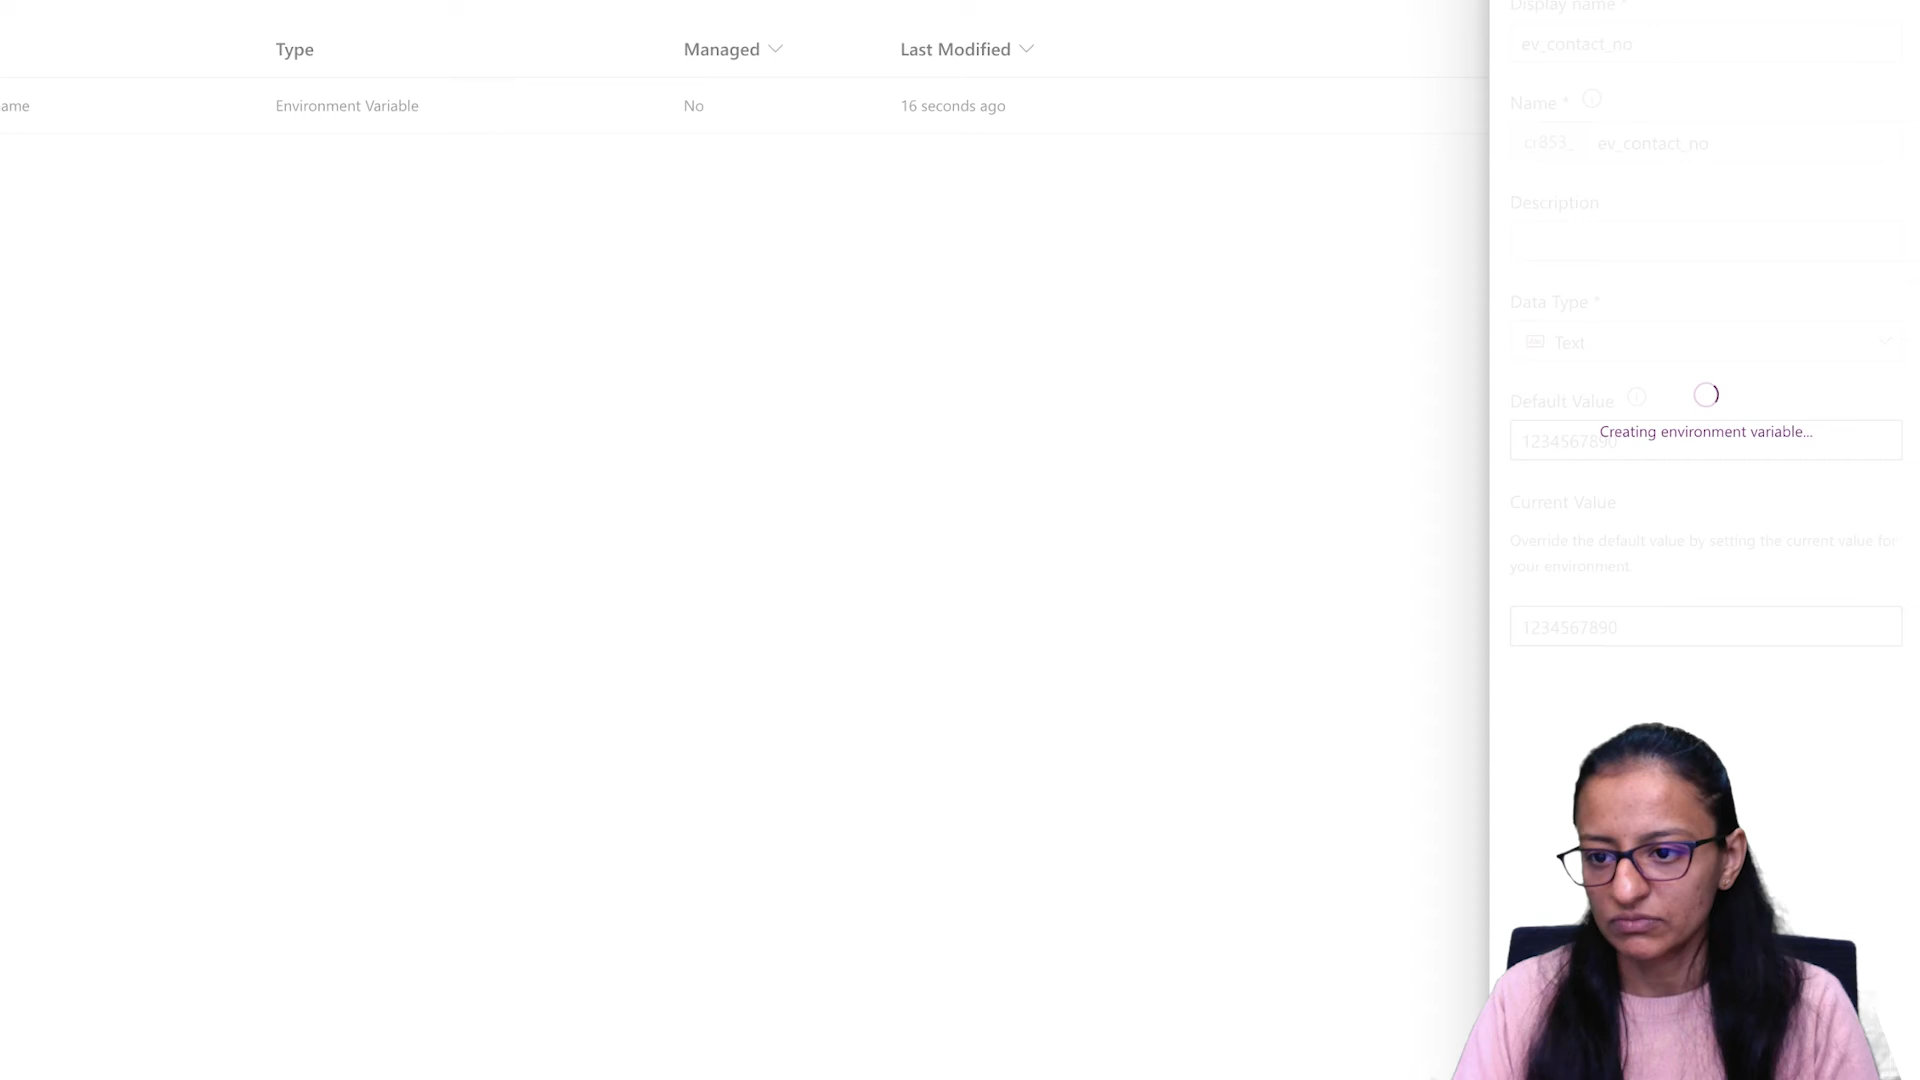 Type
Managed
Last Modified
ame
Environment Variable
No
16 seconds ago
Display name *
ev_contact_no
Name *
cr853_
ev_contact_no
Description
Data Type *
Abc
Text
Default Value
1234567890
Creating environment variable...
Current Value
Override the default value by setting the current value for
your environment.
1234567890